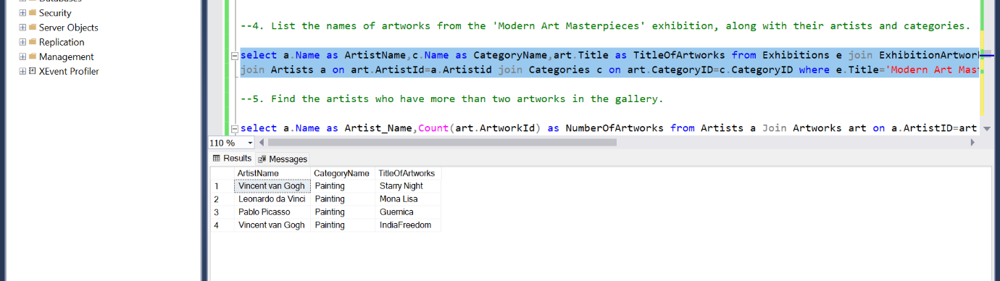 Databases
Security
Server Objects
Replication
Management
XEvent Profiler
--4. List the names of artworks from the 'Modern Art Masterpieces' exhibition, along with their artists and categories.
select a.Name as ArtistName,c.Name as CategoryName,art.Title as TitleOfArtworks from Exhibitions e join ExhibitionArtwor
join Artists a on art.ArtistId=a.Artistid join Categories c on art.CategoryID=c.CategoryID where e.Title='Modern Art Mas
--5. Find the artists who have more than two artworks in the gallery.
select a.Name as Artist_Name,Count(art.ArtworkId) as NumberOfArtworks from Artists a Join Artworks art on a.ArtistID=art
110 %
Results Messages
ArtistName CategoryName TitleOfArtworks
1 Vincent van Gogh Painting Starry Night
2 Leonardo da Vinci Painting Mona Lisa
3 Pablo Picasso Painting Guernica
4 Vincent van Gogh Painting IndiaFreedom